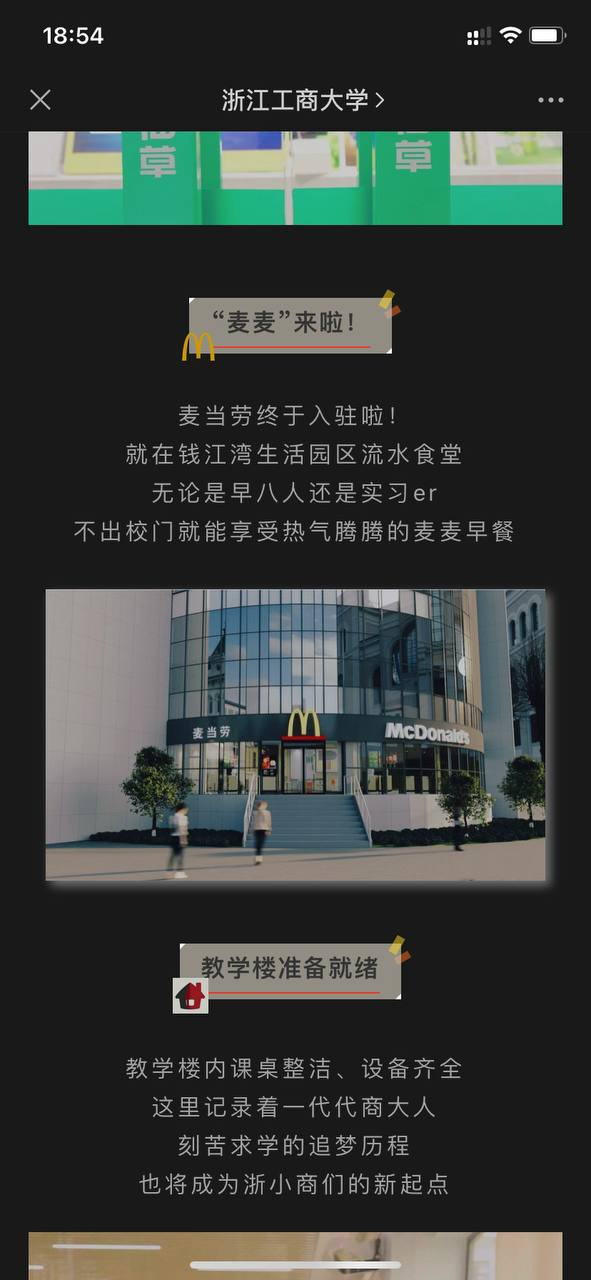 18:54
浙江工商大学
草 草
“麦麦”来啦！
麦当劳终于入驻啦！
就在钱江湾生活园区流水食堂
无论是早八人还是实习er
不出校门就能享受热气腾腾的麦麦早餐
麦当劳 McDonald's
教学楼准备就绪
教学楼内课桌整洁、设备齐全
这里记录着一代代商大人
刻苦求学的追梦历程
也将成为浙小商们的新起点